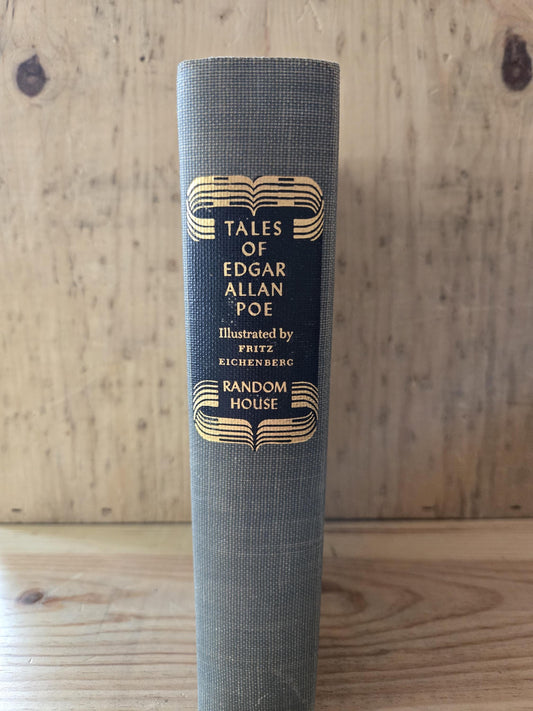 TALES
OF
EDGAR
ALLAN
POE
Illustrated by
FRITZ
EICHENBERG
RANDOM
HOUSE